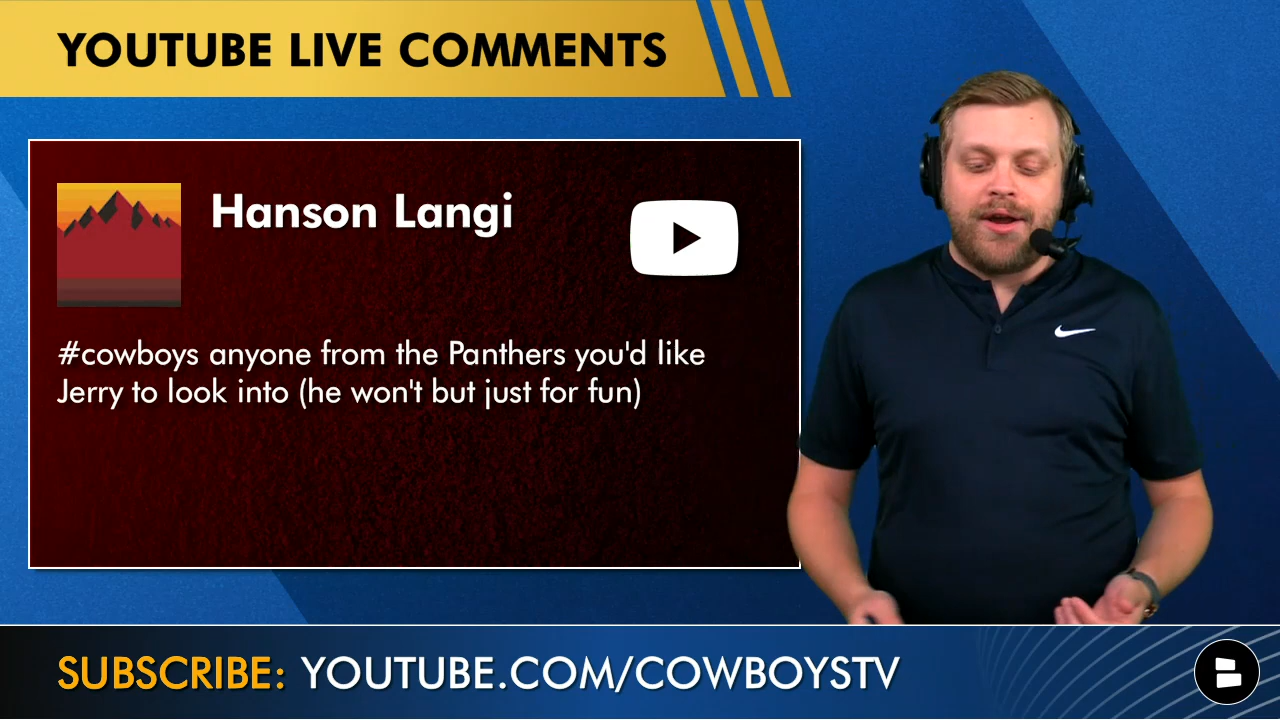 YOUTUBE LIVE COMMENTS
Hanson Langi
#cowboys anyone from the Panthers you'd like
Jerry to look into (he won't but just for fun)
SUBSCRIBE: YOUTUBE.COM/COWBOYSTV